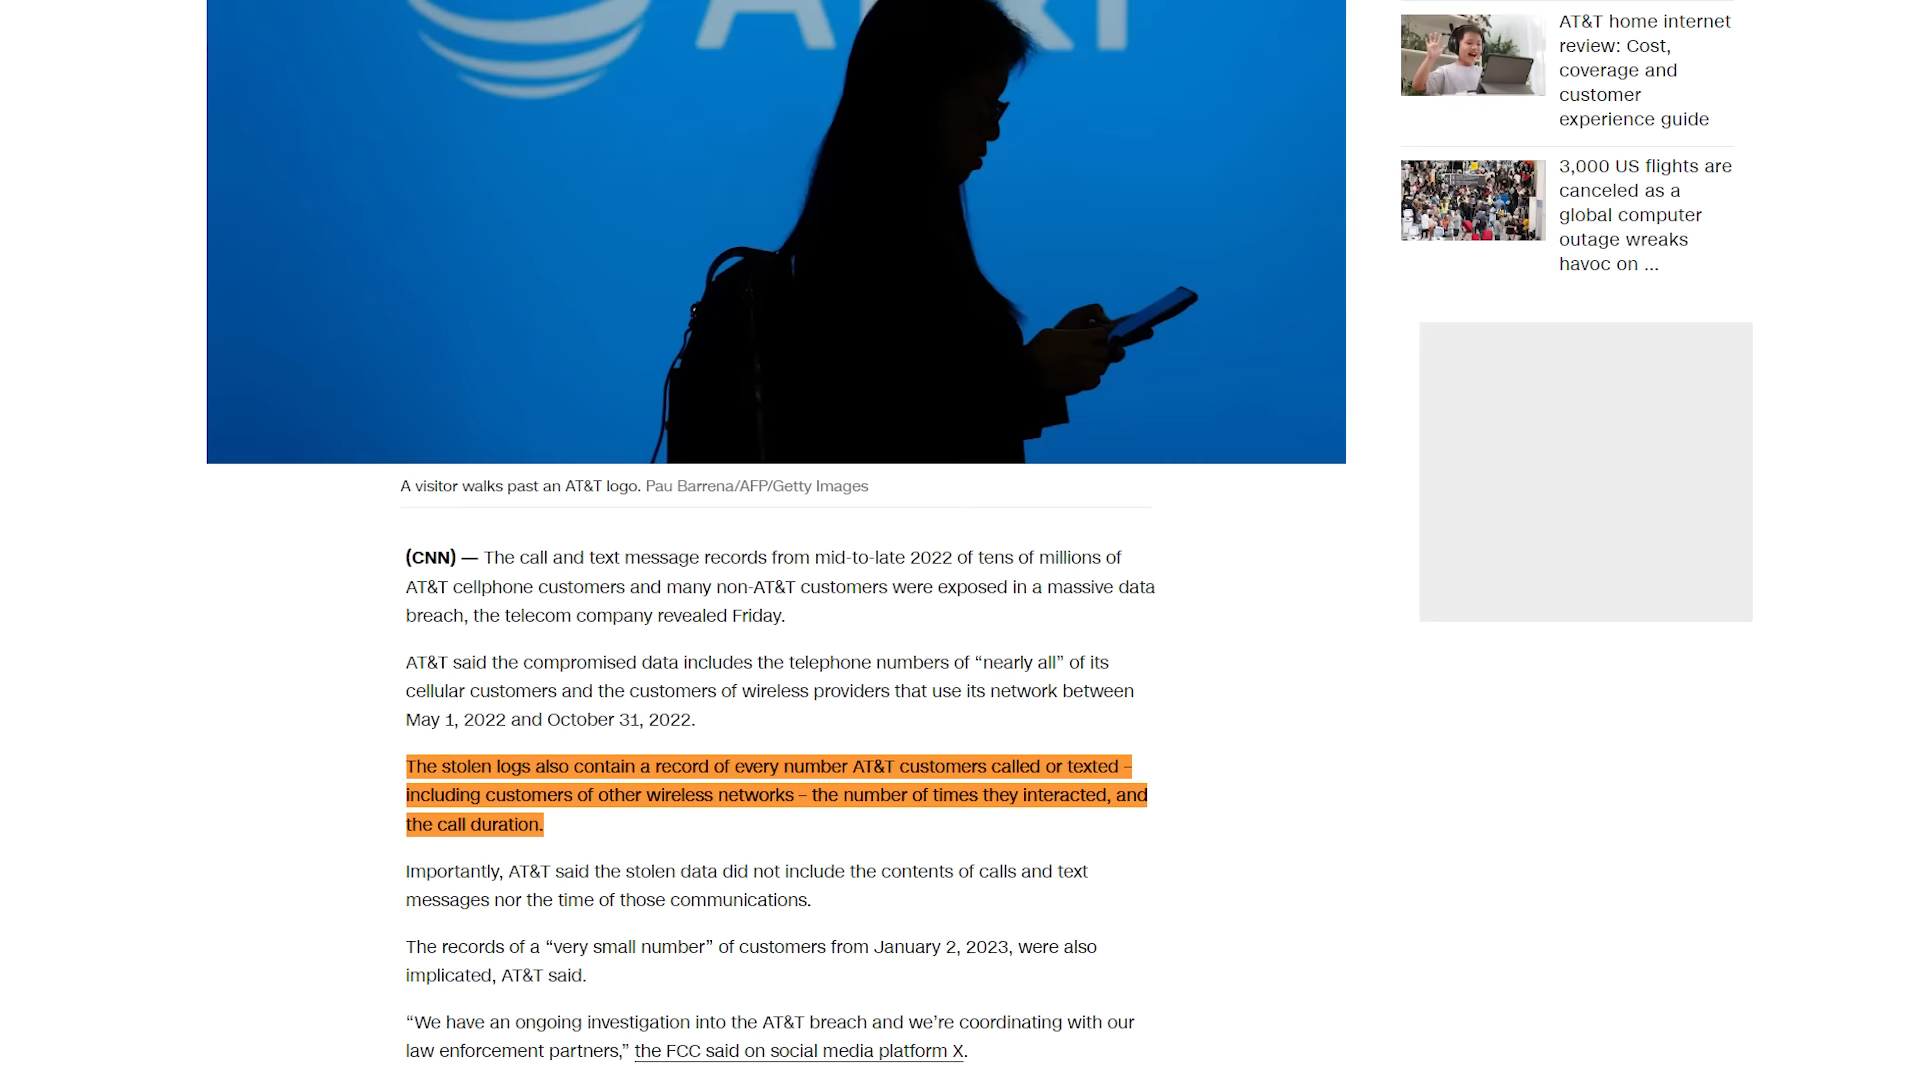 AT&T
AT&T home internet
review: Cost,
coverage and
customer
experience guide
3,000 US flights are
canceled as a
global computer
outage wreaks
havoc on ...
A visitor walks past an AT&T logo. Pau Barrena/AFP/Getty Images
(CNN) — The call and text message records from mid-to-late 2022 of tens of millions of
AT&T cellphone customers and many non-AT&T customers were exposed in a massive data
breach, the telecom company revealed Friday.
AT&T said the compromised data includes the telephone numbers of “nearly all” of its
cellular customers and the customers of wireless providers that use its network between
May 1, 2022 and October 31, 2022.
The stolen logs also contain a record of every number AT&T customers called or texted –
including customers of other wireless networks – the number of times they interacted, and
the call duration.
Importantly, AT&T said the stolen data did not include the contents of calls and text
messages nor the time of those communications.
The records of a “very small number” of customers from January 2, 2023, were also
implicated, AT&T said.
“We have an ongoing investigation into the AT&T breach and we’re coordinating with our
law enforcement partners,” the FCC said on social media platform X.